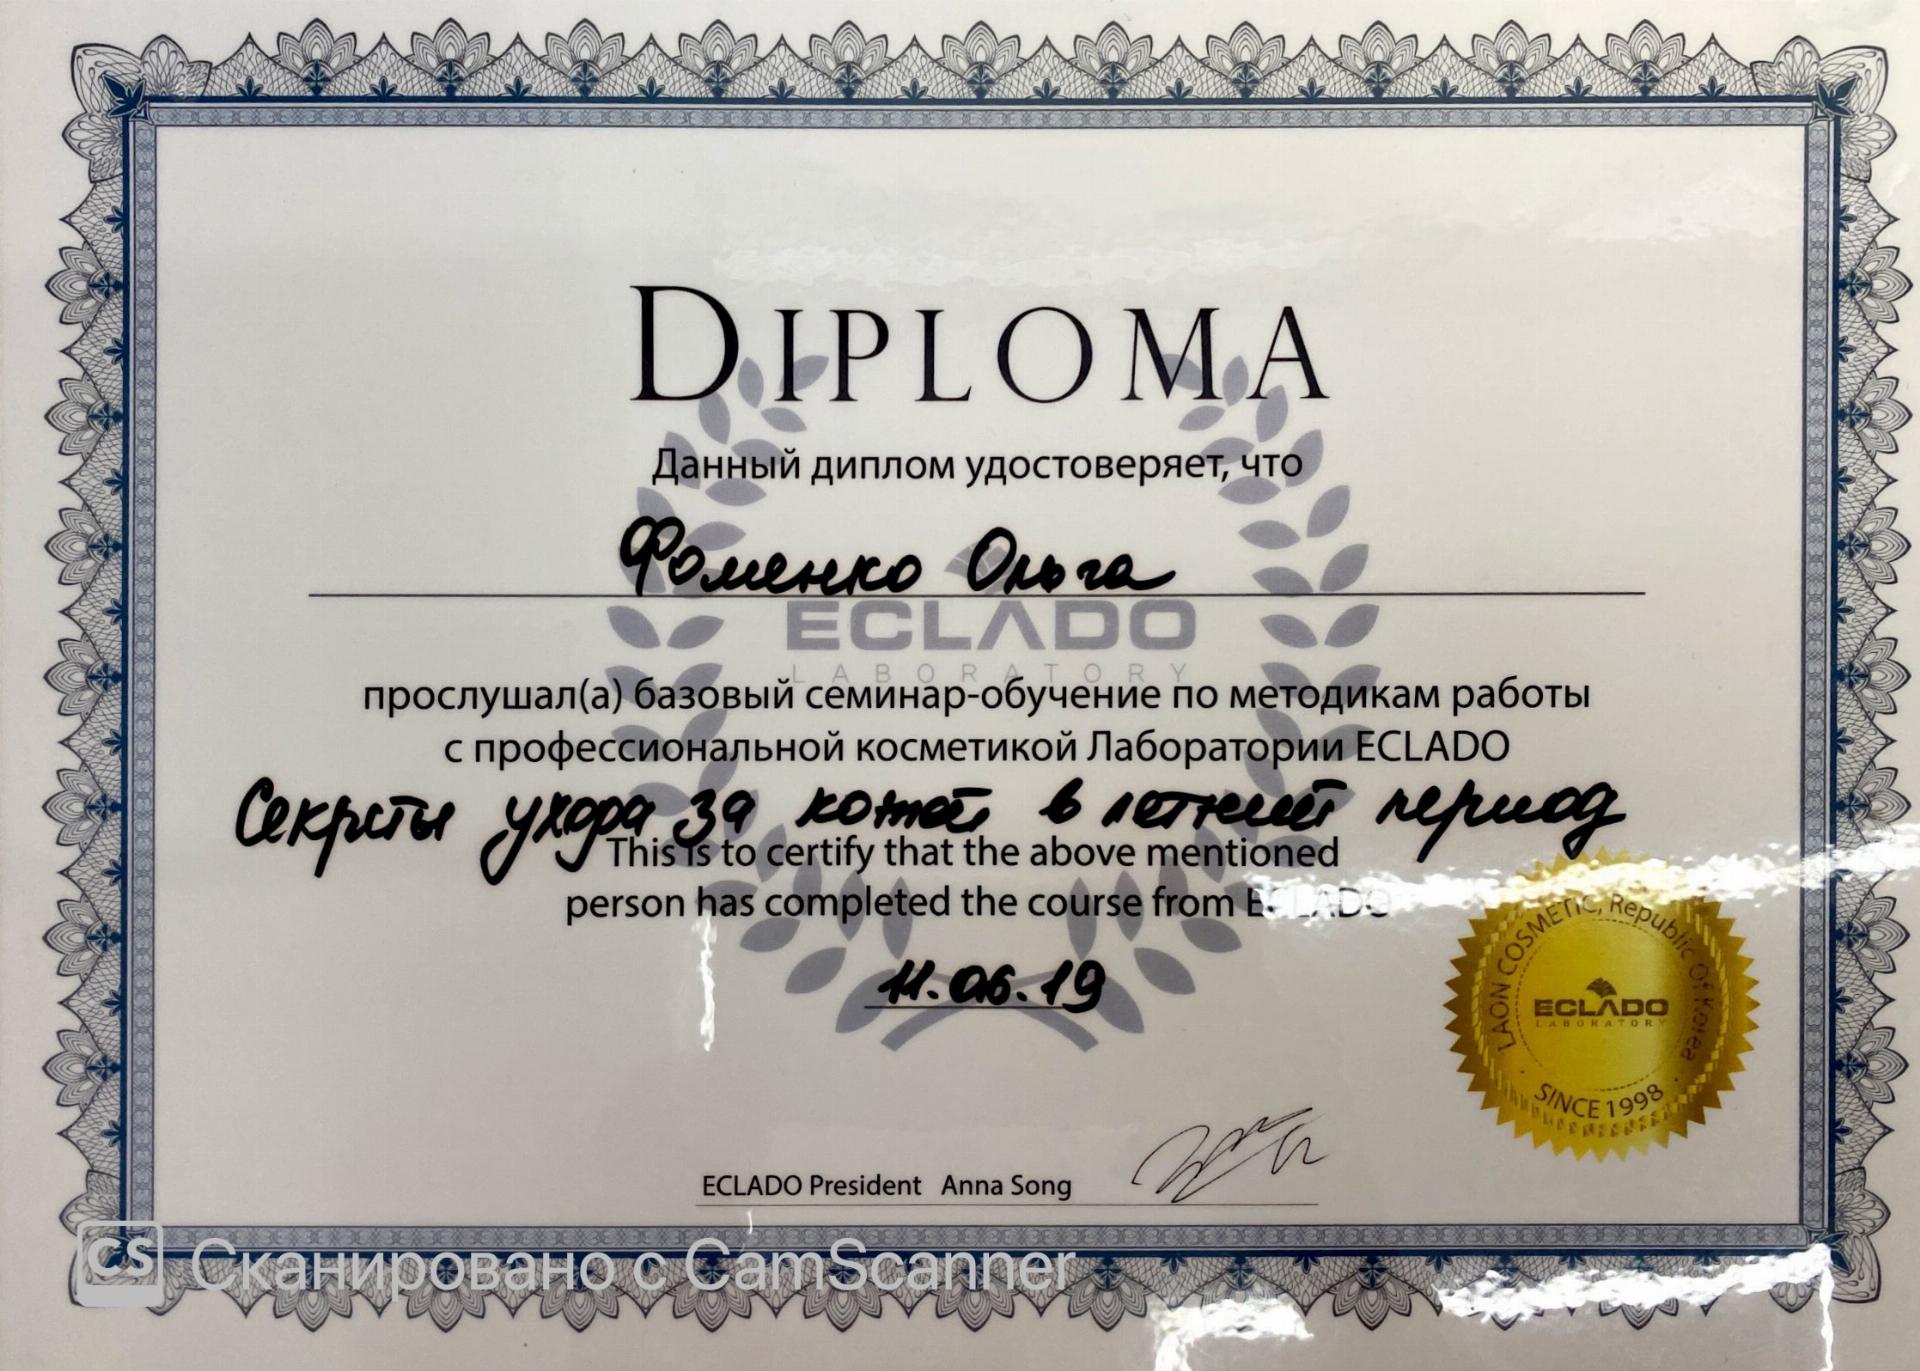 DIPLOMA
Данный диплом удостоверяет, что
Фоменко Ольга
ECLADO
LABORATORY
прослушал(а) базовый семинар-обучение по методикам работы
с профессиональной косметикой Лаборатории ECLADO
Секреты ухода за кожей в летний период
This is to certify that the above mentioned
person has completed the course from ECLADO
11.06.19
LAON COSMETIC, Republic Of Korea
ECLADO
LABORATORY
SINCE 1998
ECLADO President Anna Song
CS Сканировано с CamScanner